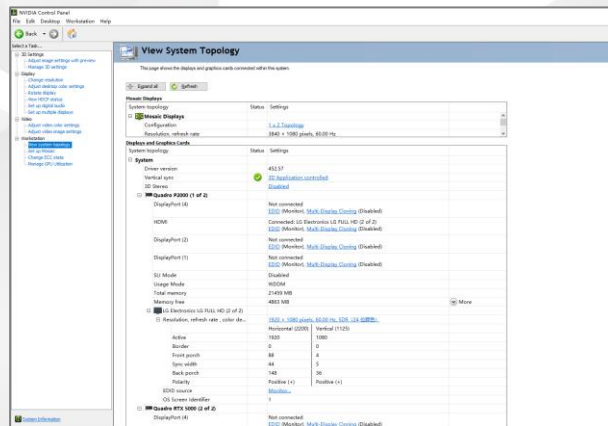 NVIDIA Control Panel
File Edit Desktop Workstation Help
Back
Select a Task...
3D Settings
Adjust image settings with preview
Manage 3D settings
Display
Change resolution
Adjust desktop color settings
Rotate display
View HDCP status
Set up digital audio
Set up multiple displays
Video
Adjust video color settings
Adjust video image settings
Workstation
View system topology
Set up Mosaic
Change ECC state
Manage GPU Utilization
System Information
View System Topology
This page shows the displays and graphics cards connected within this system.
Expand all Refresh
Mosaic Displays
System topology Status Settings
Mosaic Displays
Configuration 1 x 2 Topology
Resolution, refresh rate 3840 × 1080 pixels, 60.00 Hz
Displays and Graphics Cards
System topology Status Settings
System
Driver version 452.57
Vertical sync 3D Application controlled
3D Stereo Disabled
Quadro P2000 (1 of 2)
DisplayPort (4) Not connected
EDID (Monitor), Multi-Display Cloning (Disabled)
HDMI Connected: LG Electronics LG FULL HD (2 of 2)
EDID (Monitor), Multi-Display Cloning (Disabled)
DisplayPort (2) Not connected
EDID (Monitor), Multi-Display Cloning (Disabled)
DisplayPort (1) Not connected
EDID (Monitor), Multi-Display Cloning (Disabled)
SLI Mode Disabled
Usage Mode WDDM
Total memory 21459 MB
Memory free 4863 MB More
LG Electronics LG FULL HD (2 of 2)
Resolution, refresh rate , color de... 1920 × 1080 pixels, 60.00 Hz, SDR (24
Horizontal (2200) Vertical (1125)
Active 1920 1080
Border 0 0
Front porch 88 4
Sync width 44 5
Back porch 148 36
Polarity Positive (+) Positive (+)
EDID source Monitor...
OS Screen Identifier 1
Quadro RTX 5000 (2 of 2)
DisplayPort (4) Not connected
EDID (Monitor), Multi-Display Cloning (Disabled)